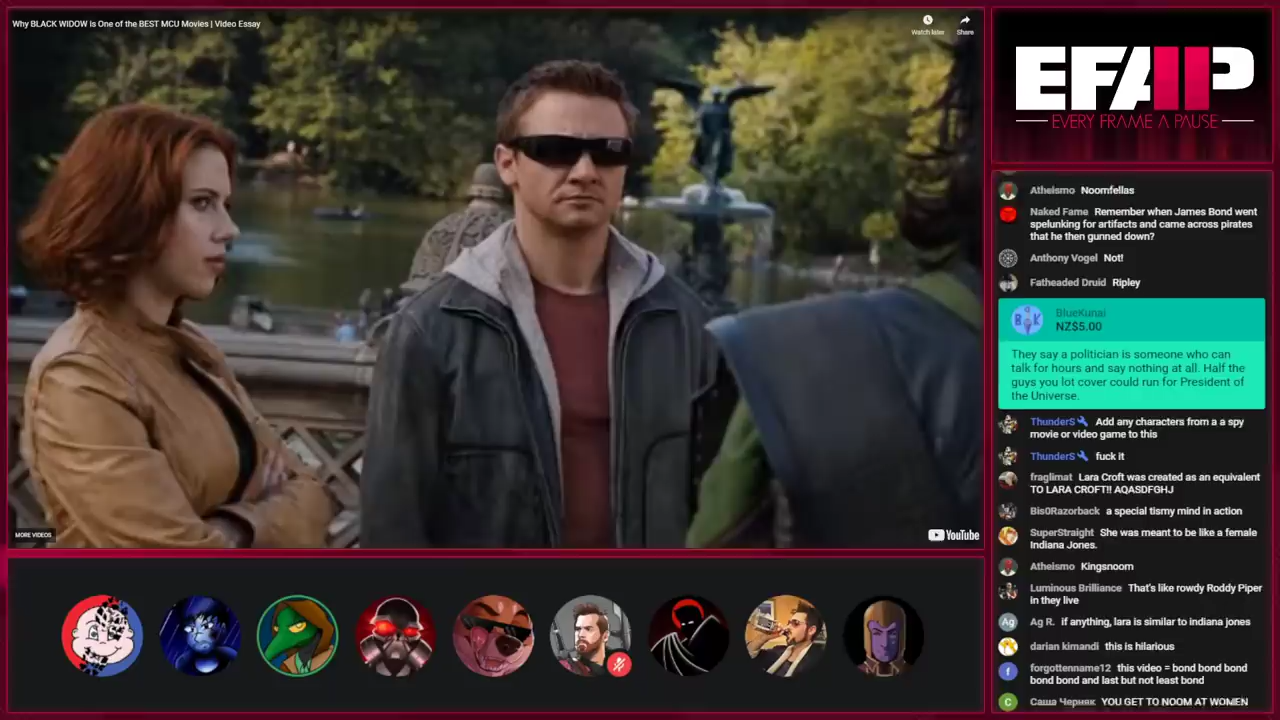 Why BLACK WIDOW is One of the BEST MCU Movies | Video Essay
Watch later
Share
MORE VIDEOS
YouTube
EFAP
EVERY FRAME A PAUSE
Atheismo Noomfellas
Naked Fame Remember when James Bond went
spelunking for artifacts and came across pirates
that he then gunned down?
Anthony Vogel Not!
Fatheaded Druid Ripley
BlueKunai
NZ$5.00
They say a politician is someone who can
talk for hours and say nothing at all. Half the
guys you lot cover could run for President of
the Universe.
ThunderS Add any characters from a a spy
movie or video game to this
ThunderS fuck it
fraglimat Lara Croft was created as an equivalent
TO LARA CROFT!! AQASDFGHJ
Bis0Razorback a special tismy mind in action
SuperStraight She was meant to be like a female
Indiana Jones.
Atheismo Kingsnoom
Luminous Brilliance That's like rowdy Roddy Piper
in they live
Ag
Ag R. if anything, lara is similar to indiana jones
darian kimandi this is hilarious
f
forgottenname12 this video = bond bond bond
bond bond and last but not least bond
С
Саша Черняк YOU GET TO NOOM AT WOMEN